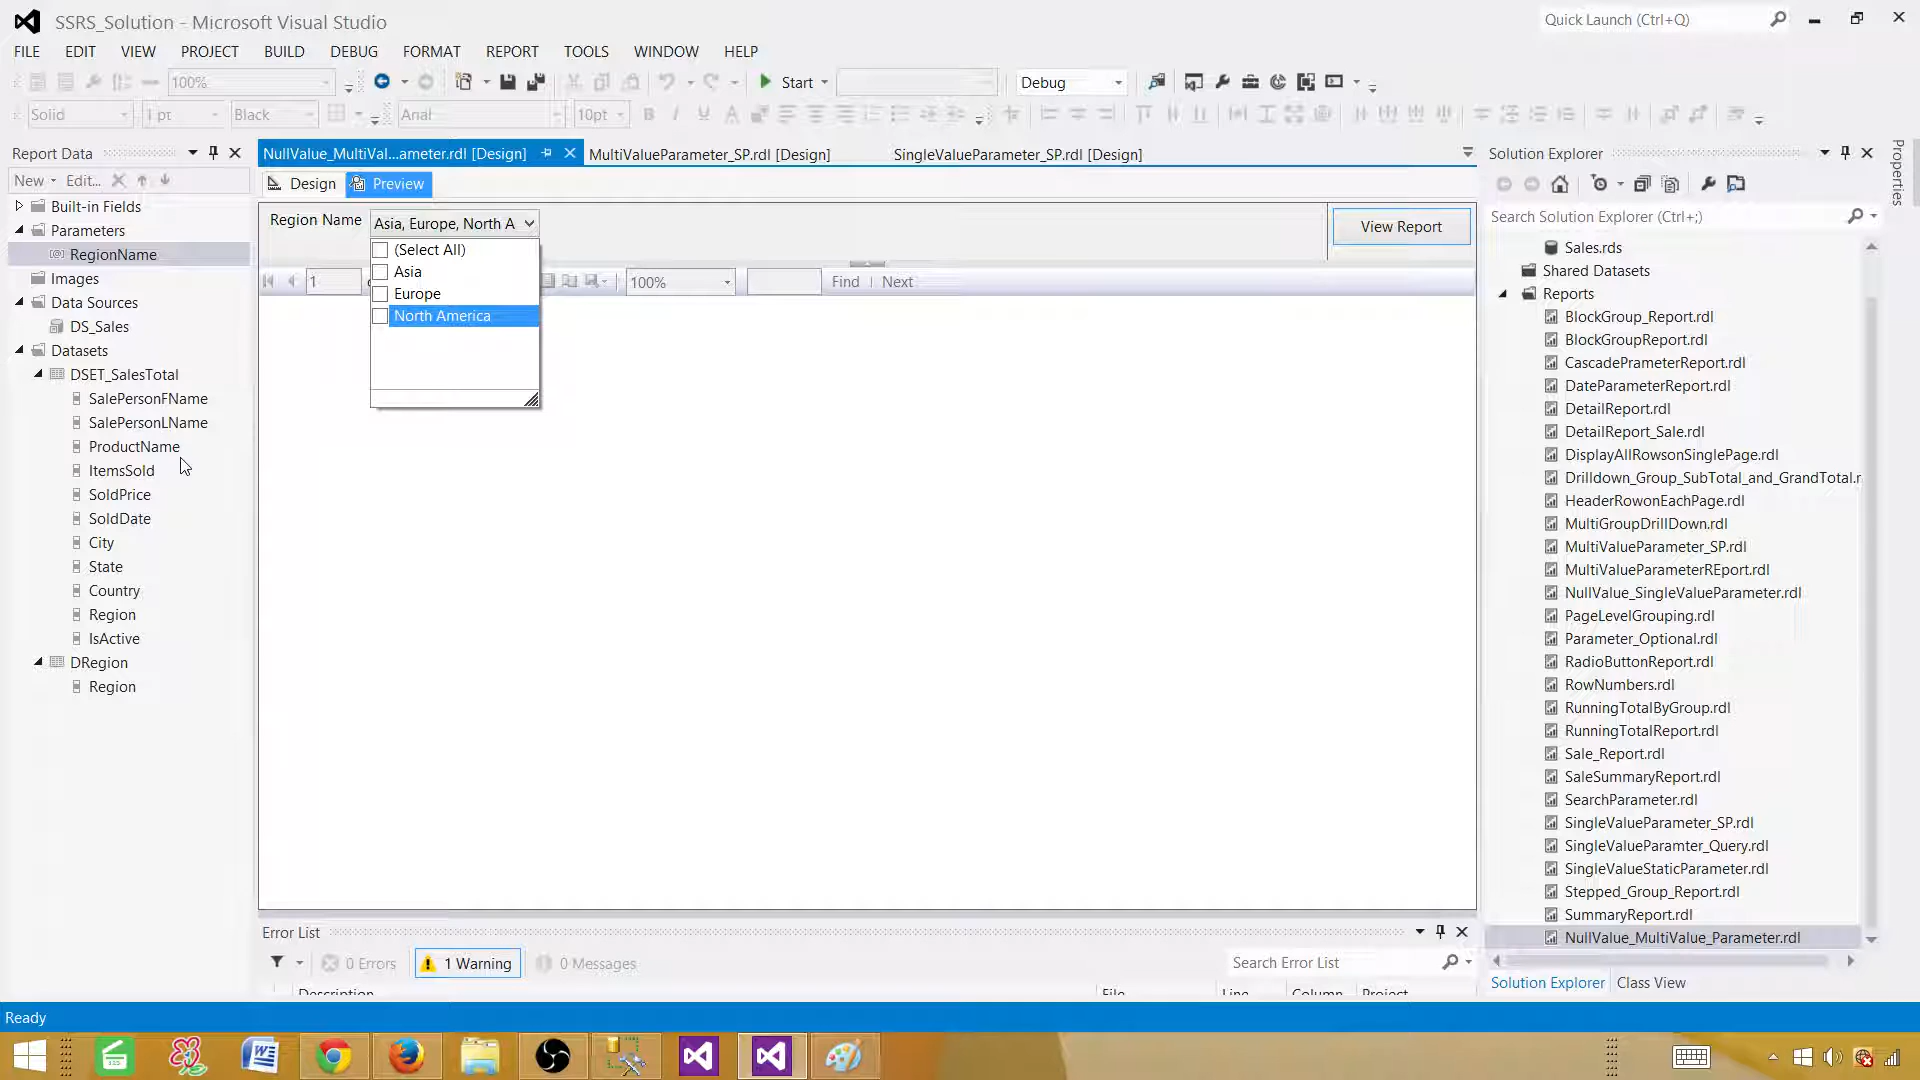 SSRS_Solution - Microsoft Visual Studio
Quick Launch (Ctrl+Q)
FILE EDIT VIEW PROJECT BUILD DEBUG FORMAT REPORT TOOLS WINDOW HELP
100% Start Debug
Solid 1 pt Black Arial 10pt
Report Data
New Edit...
Built-in Fields
Parameters
RegionName
Images
Data Sources
DS_Sales
Datasets
DSET_SalesTotal
SalePersonFName
SalePersonLName
ProductName
ItemsSold
SoldPrice
SoldDate
City
State
Country
Region
IsActive
DRegion
Region
NullValue_MultiVal...ameter.rdl [Design] MultiValueParameter_SP.rdl [Design] SingleValueParameter_SP.rdl [Design]
Design Preview
Region Name Asia, Europe, North A View Report
(Select All)
Asia
Europe
North America
1 100% Find | Next
Error List
0 Errors 1 Warning 0 Messages Search Error List
Description File Line Column Project
Solution Explorer
Search Solution Explorer (Ctrl+;)
Sales.rds
Shared Datasets
Reports
BlockGroup_Report.rdl
BlockGroupReport.rdl
CascadePrameterReport.rdl
DateParameterReport.rdl
DetailReport.rdl
DetailReport_Sale.rdl
DisplayAllRowsonSinglePage.rdl
Drilldown_Group_SubTotal_and_GrandTotal.r
HeaderRowonEachPage.rdl
MultiGroupDrillDown.rdl
MultiValueParameter_SP.rdl
MultiValueParameterREport.rdl
NullValue_SingleValueParameter.rdl
PageLevelGrouping.rdl
Parameter_Optional.rdl
RadioButtonReport.rdl
RowNumbers.rdl
RunningTotalByGroup.rdl
RunningTotalReport.rdl
Sale_Report.rdl
SaleSummaryReport.rdl
SearchParameter.rdl
SingleValueParameter_SP.rdl
SingleValueParamter_Query.rdl
SingleValueStaticParameter.rdl
Stepped_Group_Report.rdl
SummaryReport.rdl
NullValue_MultiValue_Parameter.rdl
Solution Explorer Class View
Properties
Ready